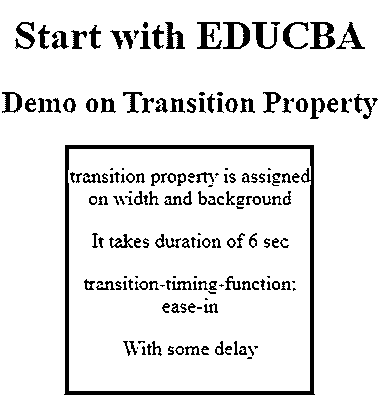 Start with EDUCBA
Demo on Transition Property
transition property is assigned
on width and background
It takes duration of 6 sec
transition-timing-function:
ease-in
With some delay